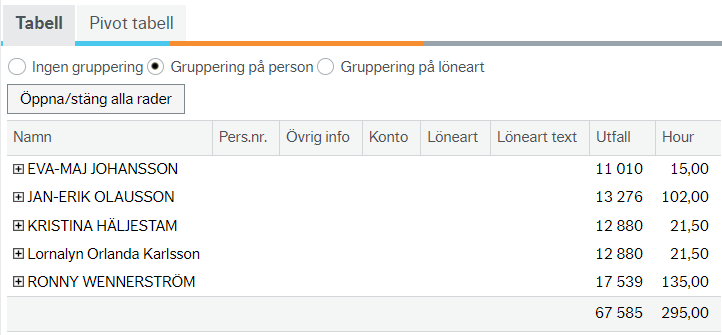 Tabell Pivot tabell
Ingen gruppering Gruppering på person Gruppering på löneart
Öppna/stäng alla rader
Namn Pers.nr. Övrig info Konto Löneart Löneart text Utfall Hour
EVA-MAJ JOHANSSON 11 010 15,00
JAN-ERIK OLAUSSON 13 276 102,00
KRISTINA HÄLJESTAM 12 880 21,50
Lornalyn Orlanda Karlsson 12 880 21,50
RONNY WENNERSTRÖM 17 539 135,00
67 585 295,00